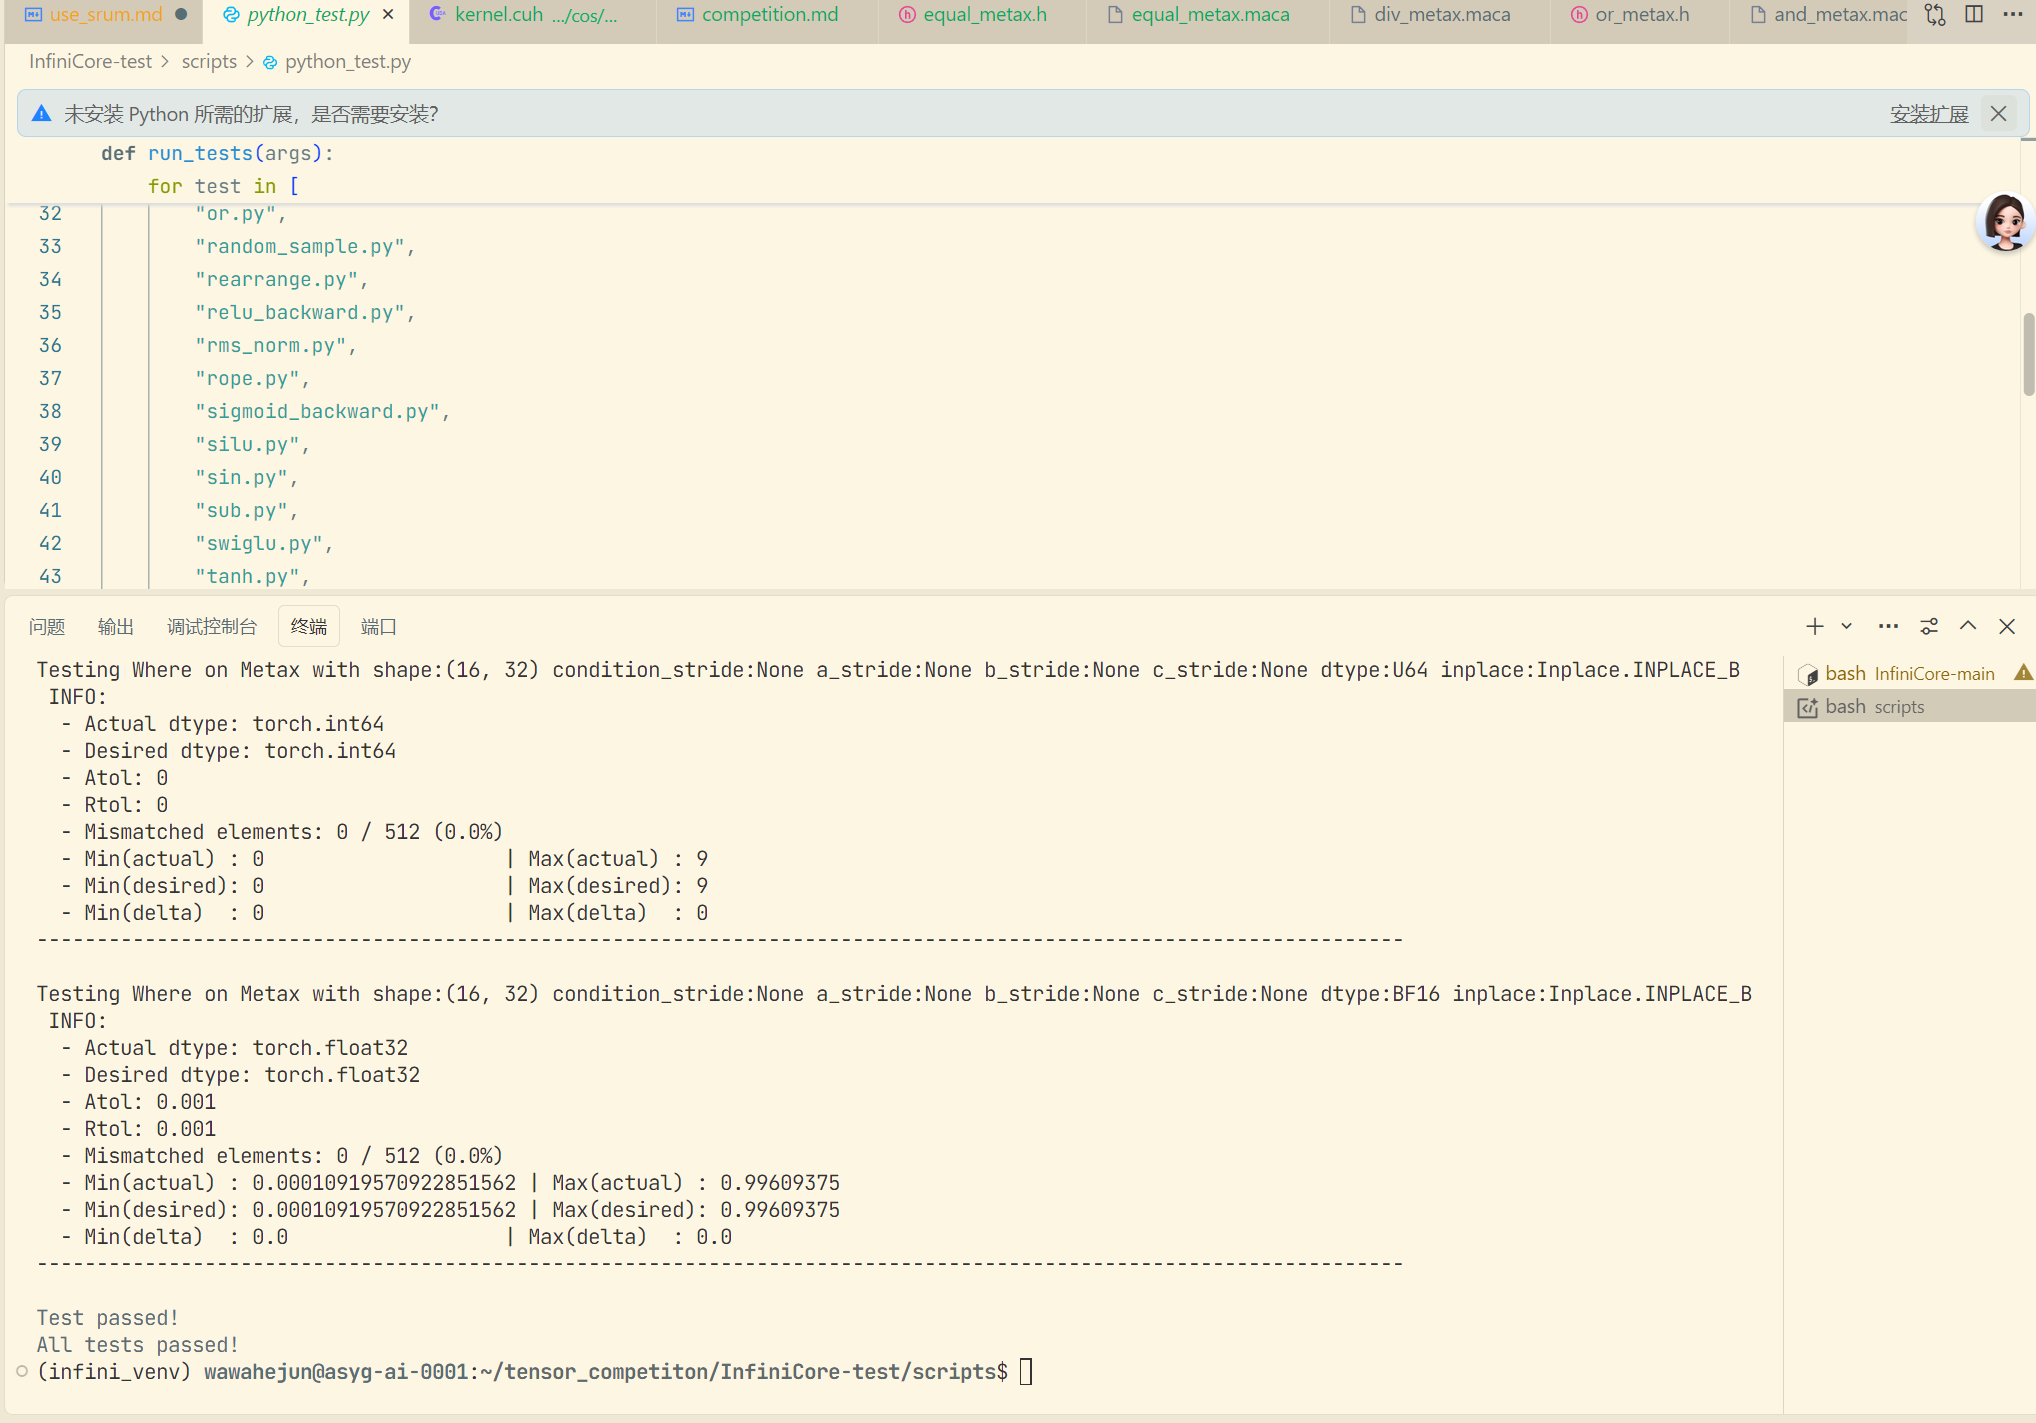 use_srum.md python_test.py kernel.cuh .../cos/... competition.md equal_metax.h equal_metax.maca div_metax.maca or_metax.h and_metax.mac
InfiniCore-test > scripts > python_test.py
未安装 Python 所需的扩展，是否需要安装? 安装扩展
def run_tests(args):
for test in [
32 "or.py",
33 "random_sample.py",
34 "rearrange.py",
35 "relu_backward.py",
36 "rms_norm.py",
37 "rope.py",
38 "sigmoid_backward.py",
39 "silu.py",
40 "sin.py",
41 "sub.py",
42 "swiglu.py",
43 "tanh.py",
问题 输出 调试控制台 终端 端口
bash InfiniCore-main
bash scripts
Testing Where on Metax with shape:(16, 32) condition_stride:None a_stride:None b_stride:None c_stride:None dtype:U64 inplace:Inplace.INPLACE_B
INFO:
- Actual dtype: torch.int64
- Desired dtype: torch.int64
- Atol: 0
- Rtol: 0
- Mismatched elements: 0 / 512 (0.0%)
- Min(actual) : 0 | Max(actual) : 9
- Min(desired): 0 | Max(desired): 9
- Min(delta) : 0 | Max(delta) : 0
------------------------------------------------------------------------------------------------------------------
Testing Where on Metax with shape:(16, 32) condition_stride:None a_stride:None b_stride:None c_stride:None dtype:BF16 inplace:Inplace.INPLACE_B
INFO:
- Actual dtype: torch.float32
- Desired dtype: torch.float32
- Atol: 0.001
- Rtol: 0.001
- Mismatched elements: 0 / 512 (0.0%)
- Min(actual) : 0.00010919570922851562 | Max(actual) : 0.99609375
- Min(desired): 0.00010919570922851562 | Max(desired): 0.99609375
- Min(delta) : 0.0 | Max(delta) : 0.0
------------------------------------------------------------------------------------------------------------------
Test passed!
All tests passed!
(infini_venv) wawahejun@asyg-ai-0001:~/tensor_competiton/InfiniCore-test/scripts$